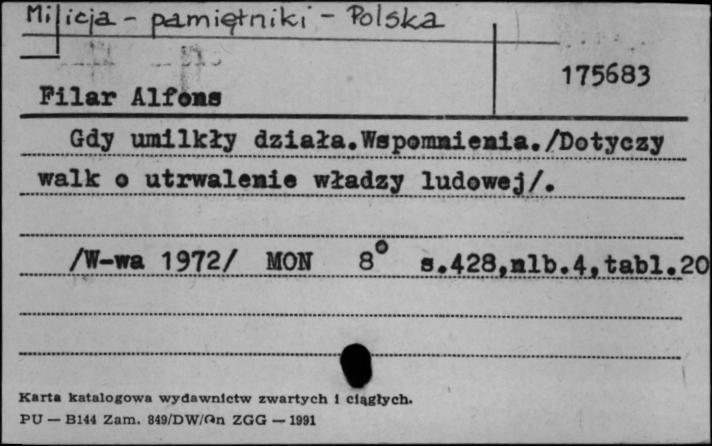 Milicja - pamiętniki - Polska
175683
Filar Alfons
Gdy umilkły działa.Wspomnienia./Dotyczy
walk o utrwalenie władzy ludowej/.
/W-wa 1972/ MON 8° s.428,nlb.4,tabl.20
Karta katalogowa wydawnictw zwartych i ciągłych.
PU — B144 Zam. 849/DW/On ZGG — 1991